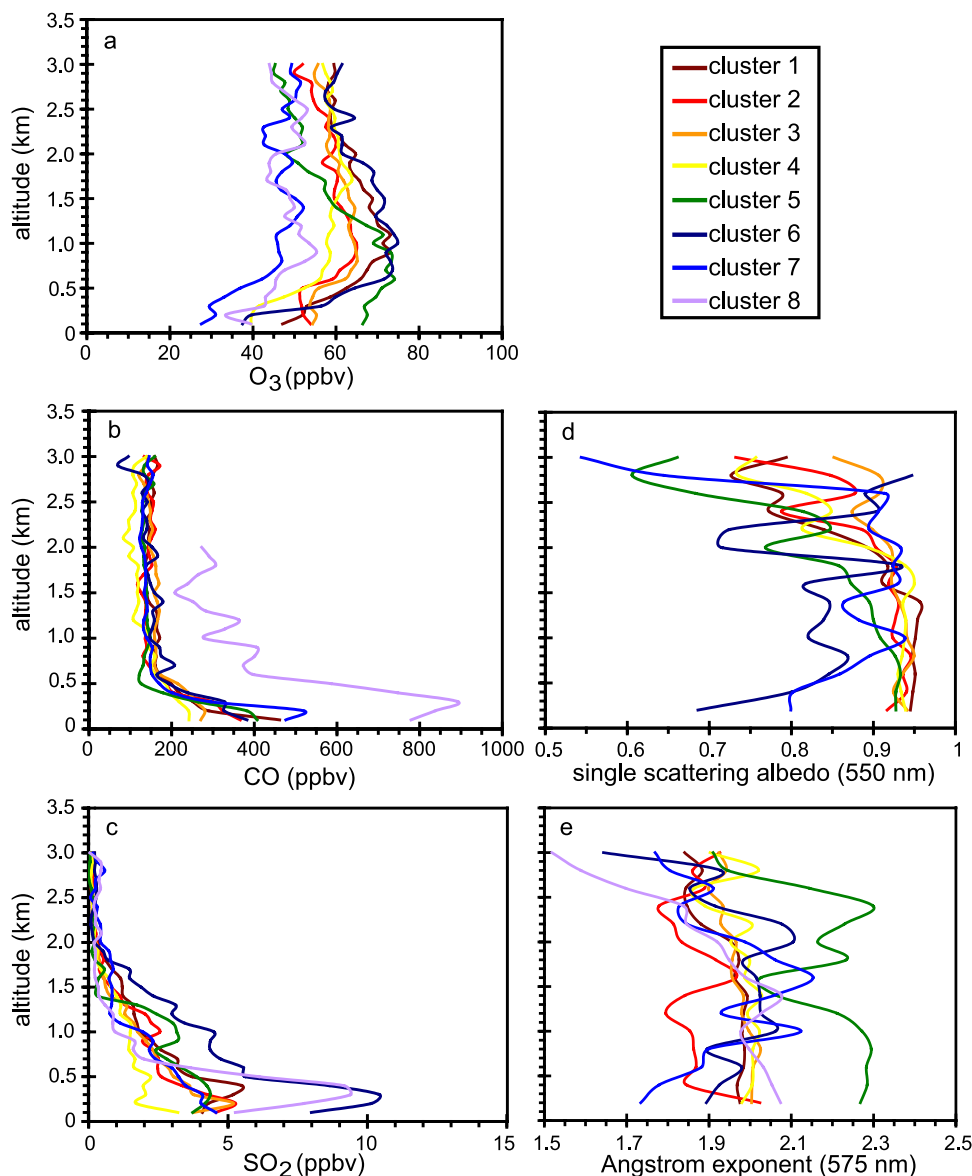 a
3.5
3.0
2.5
2.0
1.5
1.0
0.5
0
altitude (km)
0 20 40 60 80 100
O3 (ppbv)
cluster 1
cluster 2
cluster 3
cluster 4
cluster 5
cluster 6
cluster 7
cluster 8
b
3.5
3.0
2.5
2.0
1.5
1.0
0.5
0
altitude (km)
0 200 400 600 800 1000
CO (ppbv)
d
0.5 0.6 0.7 0.8 0.9 1
single scattering albedo (550 nm)
c
3.5
3.0
2.5
2.0
1.5
1.0
0.5
0
altitude (km)
0 5 10 15
SO2 (ppbv)
e
1.5 1.7 1.9 2.1 2.3 2.5
Angstrom exponent (575 nm)